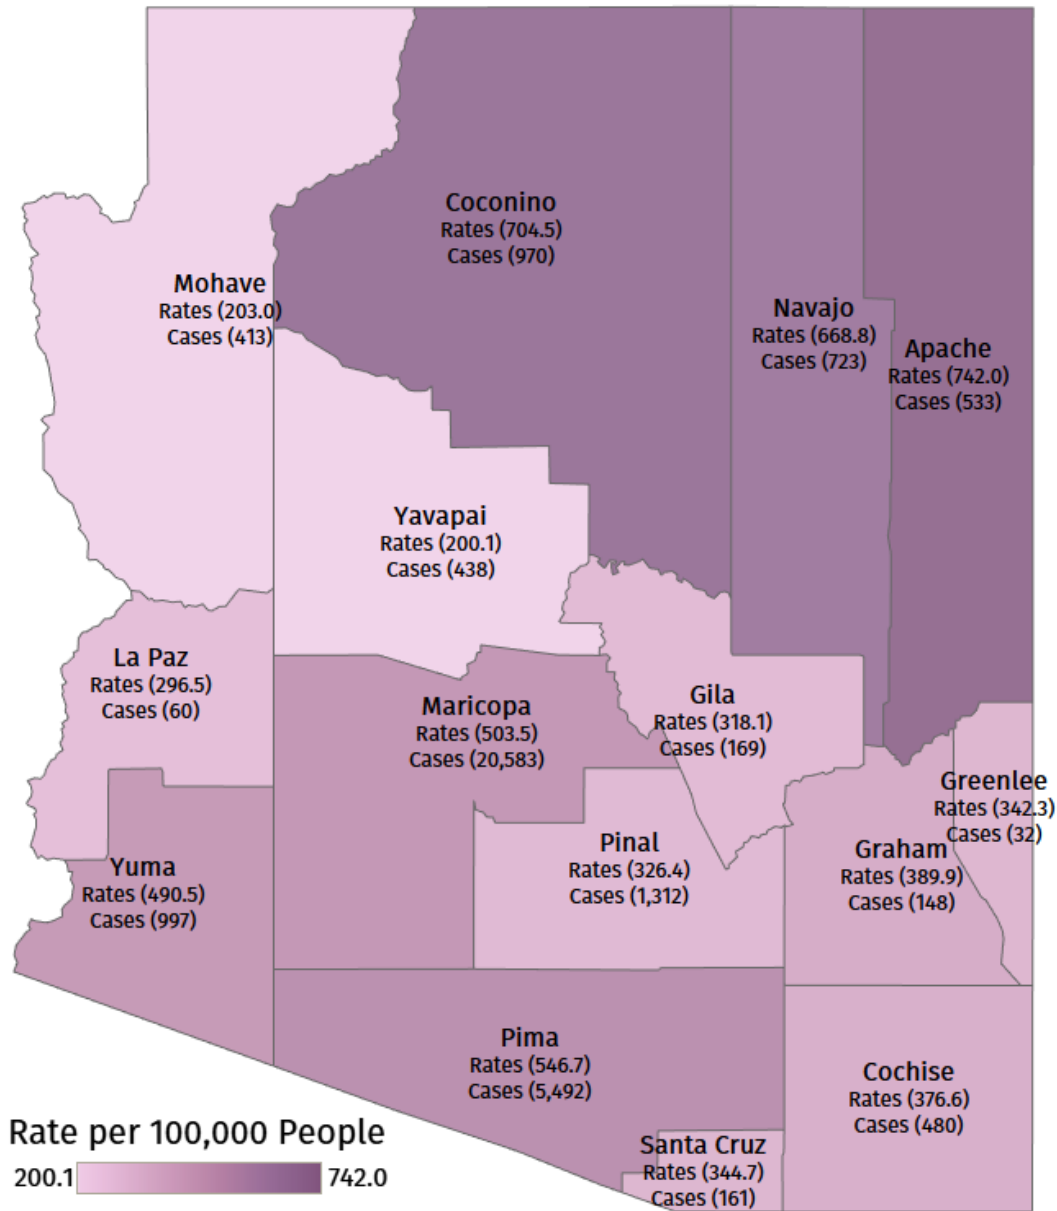 Coconino
Rates (704.5)
Cases (970)
Mohave
Rates (203.0)
Cases (413)
Navajo
Rates (668.8)
Cases (723)
Apache
Rates (742.0)
Cases (533)
Yavapai
Rates (200.1)
Cases (438)
La Paz
Rates (296.5)
Cases (60)
Maricopa
Rates (503.5)
Cases (20,583)
Gila
Rates (318.1)
Cases (169)
Greenlee
Rates (342.3)
Cases (32)
Yuma
Rates (490.5)
Cases (997)
Pinal
Rates (326.4)
Cases (1,312)
Graham
Rates (389.9)
Cases (148)
Pima
Rates (546.7)
Cases (5,492)
Cochise
Rates (376.6)
Cases (480)
Santa Cruz
Rates (344.7)
Cases (161)
Rate per 100,000 People
200.1 742.0